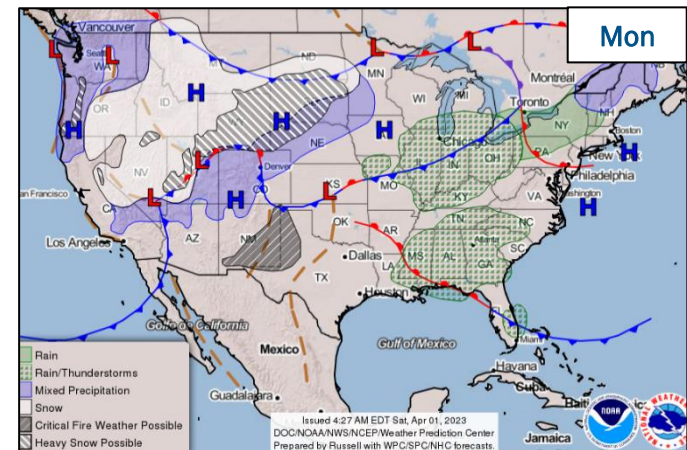 Mon
Vancouver
Seattle
WA
ND
MN
Montréal
NB
OR
ID
WI
MI
Toronto
NH
Boston
NY
Chicago
NE
IN
OH
PA
New York
Denver
NV
CO
KS
MO
KY
VA
Philadelphia
Washington
San Francisco
CA
Los Angeles
AZ
NM
OK
AR
TN
NC
SC
Atlanta
Dallas
TX
LA
MS
AL
GA
Houston
Golfo de California
Mexico
Gulf of Mexico
Miami
Havana
Cuba
Guadalajara
Jamaica
L
L
L
L
H
H
H
H
L
L
H
L
H
H
H
Rain
Rain/Thunderstorms
Mixed Precipitation
Snow
Critical Fire Weather Possible
Heavy Snow Possible
Issued 4:27 AM EDT Sat, Apr 01, 2023
DOC/NOAA/NWS/NCEP/Weather Prediction Center
Prepared by Russell with WPC/SPC/NHC forecasts.
NOAA